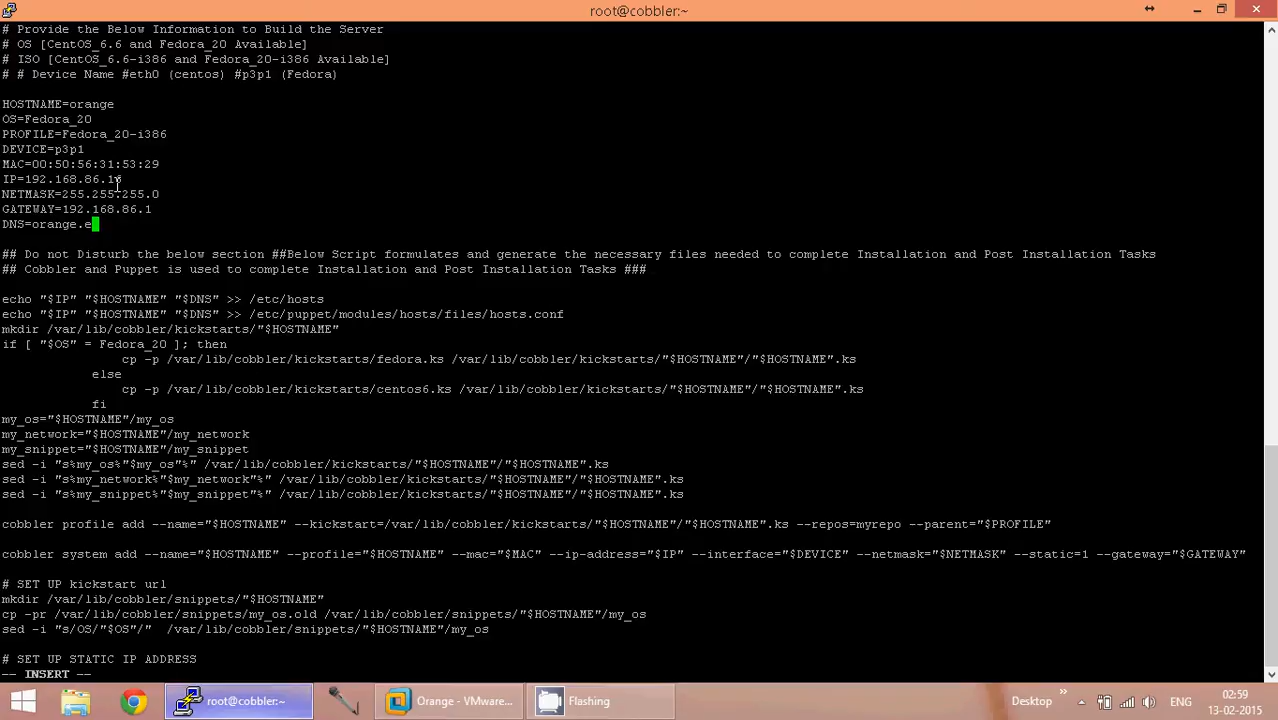 root@cobbler:~
# Provide the Below Information to Build the Server
# OS [CentOS_6.6 and Fedora_20 Available]
# ISO [CentOS_6.6-i386 and Fedora_20-i386 Available]
# # Device Name #eth0 (centos) #p3p1 (Fedora)
HOSTNAME=orange
OS=Fedora_20
PROFILE=Fedora_20-i386
DEVICE=p3p1
MAC=00:50:56:31:53:29
IP=192.168.86.16
NETMASK=255.255.255.0
GATEWAY=192.168.86.1
DNS=orange.e
## Do not Disturb the below section ##Below Script formulates and generate the necessary files needed to complete Installation and Post Installation Tasks
## Cobbler and Puppet is used to complete Installation and Post Installation Tasks ###
echo "$IP" "$HOSTNAME" "$DNS" >> /etc/hosts
echo "$IP" "$HOSTNAME" "$DNS" >> /etc/puppet/modules/hosts/files/hosts.conf
mkdir /var/lib/cobbler/kickstarts/"$HOSTNAME"
if [ "$OS" = Fedora_20 ]; then
cp -p /var/lib/cobbler/kickstarts/fedora.ks /var/lib/cobbler/kickstarts/"$HOSTNAME"/"$HOSTNAME".ks
else
cp -p /var/lib/cobbler/kickstarts/centos6.ks /var/lib/cobbler/kickstarts/"$HOSTNAME"/"$HOSTNAME".ks
fi
my_os="$HOSTNAME"/my_os
my_network="$HOSTNAME"/my_network
my_snippet="$HOSTNAME"/my_snippet
sed -i "s%my_os%"$my_os"%" /var/lib/cobbler/kickstarts/"$HOSTNAME"/"$HOSTNAME".ks
sed -i "s%my_network%"$my_network"%" /var/lib/cobbler/kickstarts/"$HOSTNAME"/"$HOSTNAME".ks
sed -i "s%my_snippet%"$my_snippet"%" /var/lib/cobbler/kickstarts/"$HOSTNAME"/"$HOSTNAME".ks
cobbler profile add --name="$HOSTNAME" --kickstart=/var/lib/cobbler/kickstarts/"$HOSTNAME"/"$HOSTNAME".ks --repos=myrepo --parent="$PROFILE"
cobbler system add --name="$HOSTNAME" --profile="$HOSTNAME" --mac="$MAC" --ip-address="$IP" --interface="$DEVICE" --netmask="$NETMASK" --static=1 --gateway="$GATEWAY"
# SET UP kickstart url
mkdir /var/lib/cobbler/snippets/"$HOSTNAME"
cp -pr /var/lib/cobbler/snippets/my_os.old /var/lib/cobbler/snippets/"$HOSTNAME"/my_os
sed -i "s/OS/"$OS"/"  /var/lib/cobbler/snippets/"$HOSTNAME"/my_os
# SET UP STATIC IP ADDRESS
-- INSERT --
root@cobbler:~
Orange - VMware...
Flashing
Desktop
ENG
02:59
13-02-2015